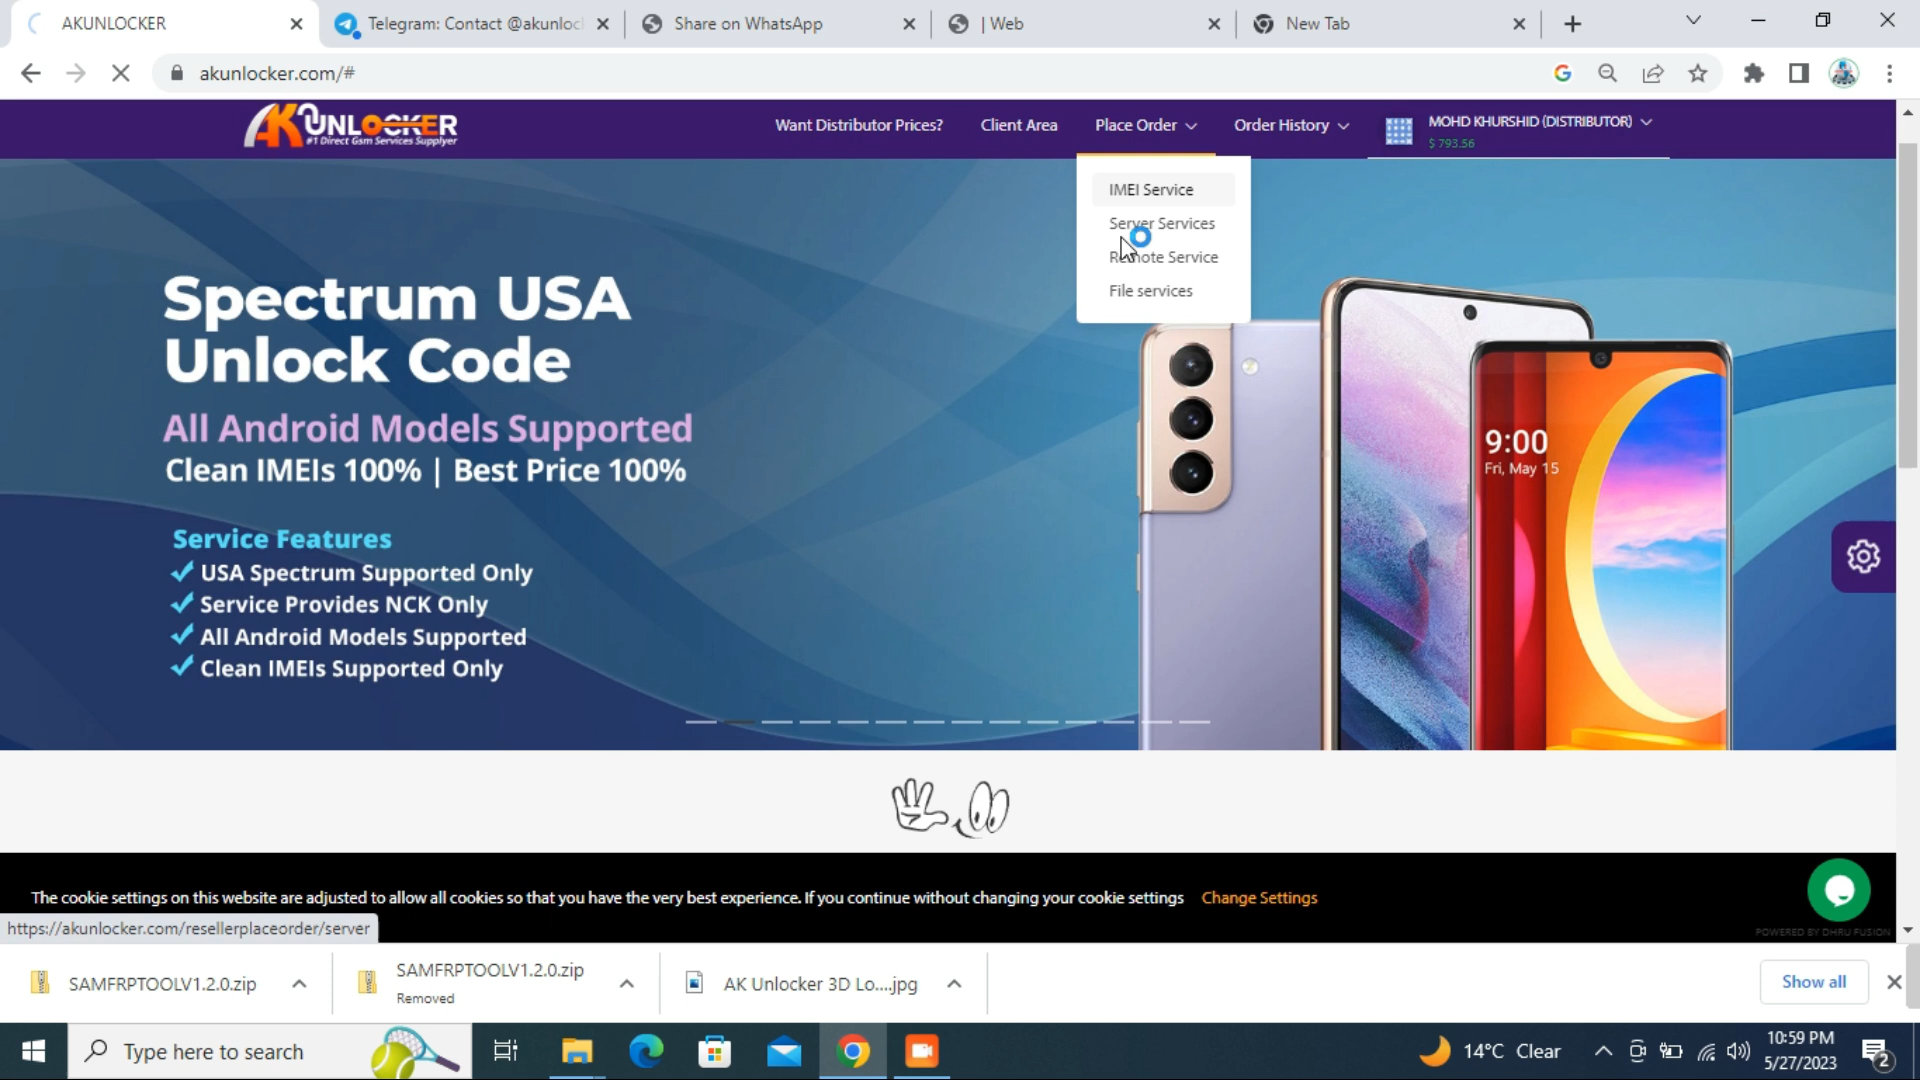 AKUNLOCKER
Telegram: Contact @akunloc
Share on WhatsApp
| Web
New Tab
akunlocker.com/#
AK UNLOCKER
#1 Direct Gsm Services Supplyer
Want Distributor Prices?
Client Area
Place Order
Order History
MOHD KHURSHID (DISTRIBUTOR)
$ 793.56
IMEI Service
Server Services
Remote Service
File services
Spectrum USA
Unlock Code
All Android Models Supported
Clean IMEIs 100% | Best Price 100%
Service Features
USA Spectrum Supported Only
Service Provides NCK Only
All Android Models Supported
Clean IMEIs Supported Only
9:00
Fri, May 15
The cookie settings on this website are adjusted to allow all cookies so that you have the very best experience. If you continue without changing your cookie settings Change Settings
POWERED BY DHRU FUSION
https://akunlocker.com/resellerplaceorder/server
SAMFRPTOOLV1.2.0.zip
SAMFRPTOOLV1.2.0.zip
Removed
AK Unlocker 3D Lo....jpg
Show all
Type here to search
14°C Clear
10:59 PM
5/27/2023
2